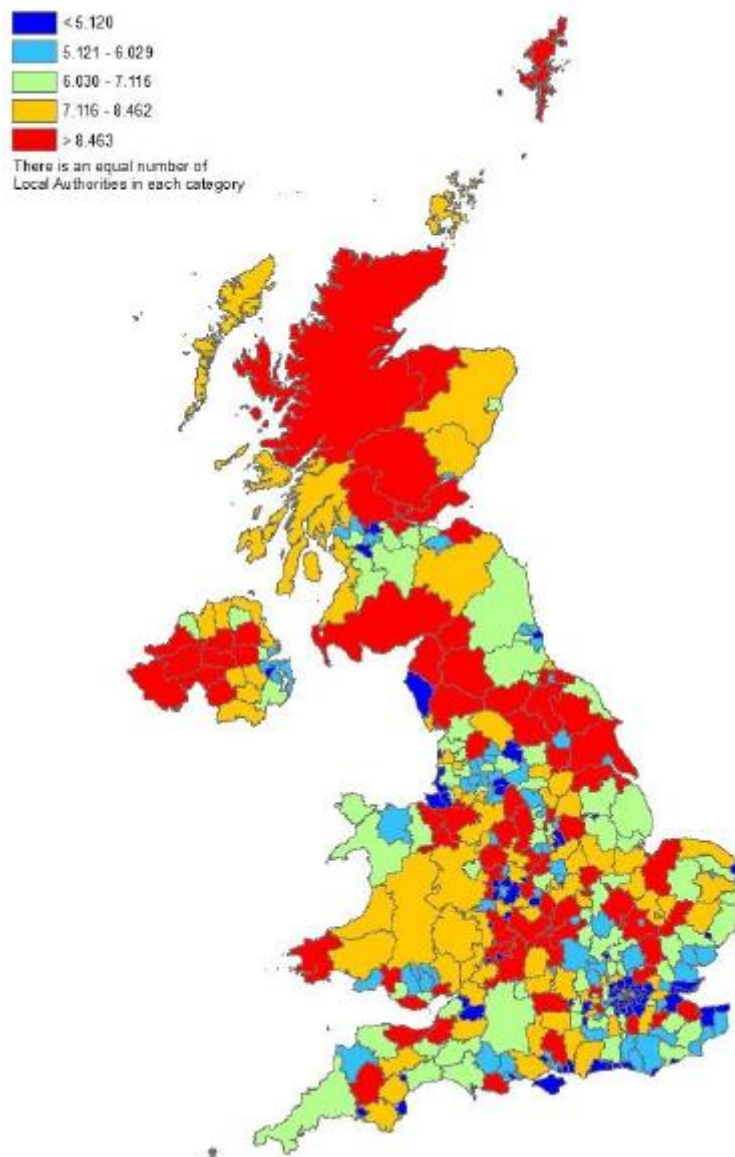 < 5.120
5.121 - 6.029
6.030 - 7.116
7.116 - 8.462
> 8.463
There is an equal number of
Local Authorities in each category